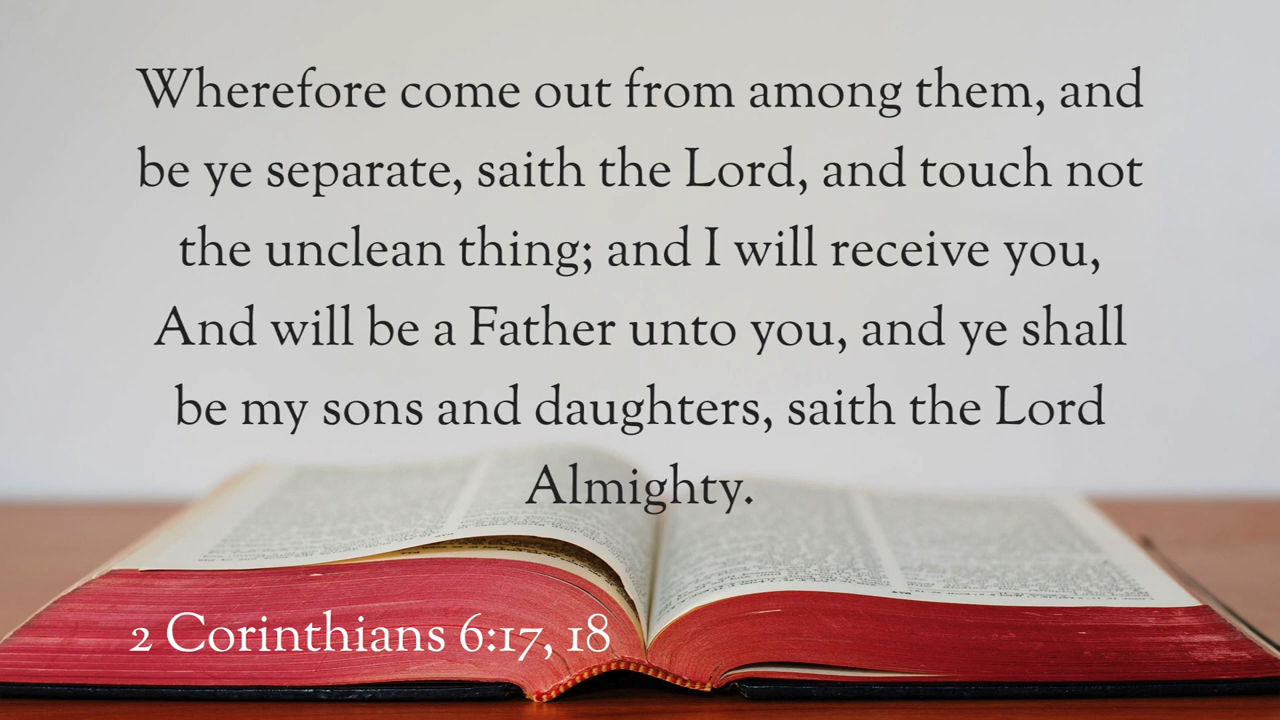 Wherefore come out from among them, and
be ye separate, saith the Lord, and touch not
the unclean thing; and I will receive you,
And will be a Father unto you, and ye shall
be my sons and daughters, saith the Lord
Almighty.
2 Corinthians 6:17, 18